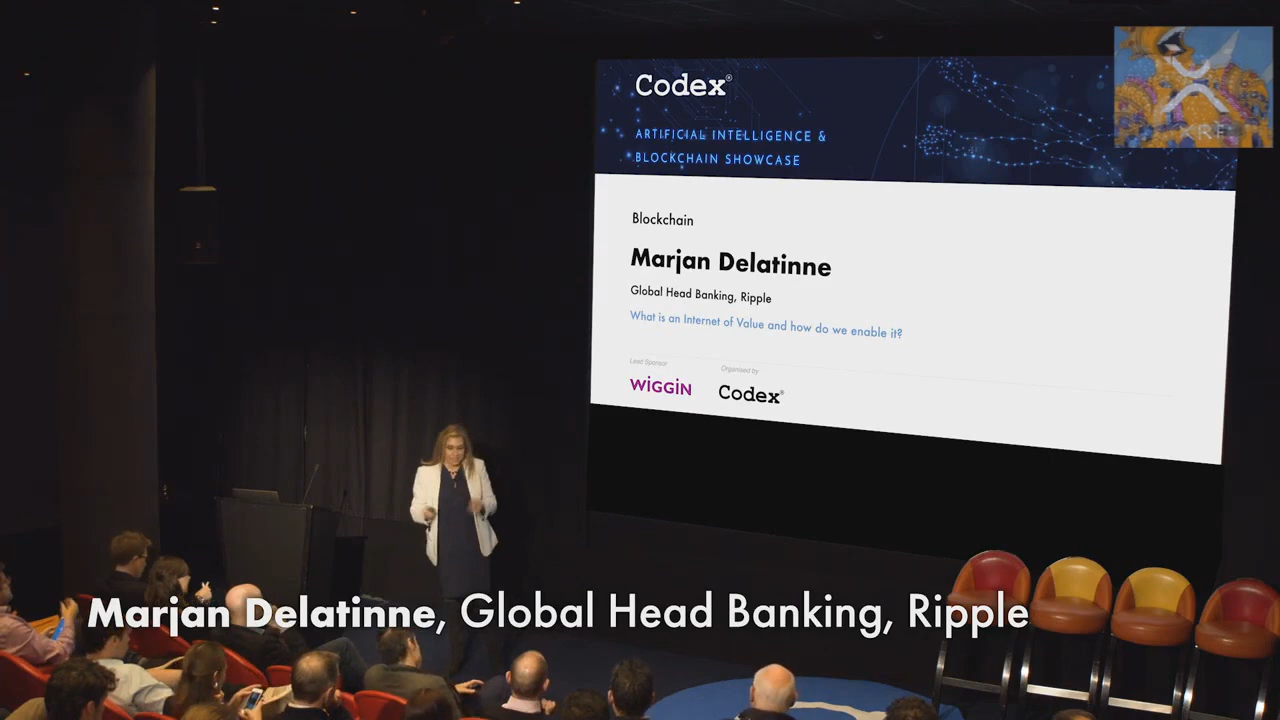 Codex®
ARTIFICIAL INTELLIGENCE &
BLOCKCHAIN SHOWCASE
XRP
Blockchain
Marjan Delatinne
Global Head Banking, Ripple
What is an Internet of Value and how do we enable it?
Lead Sponsor
Organised by
WiGGiN
Codex®
Marjan Delatinne, Global Head Banking, Ripple